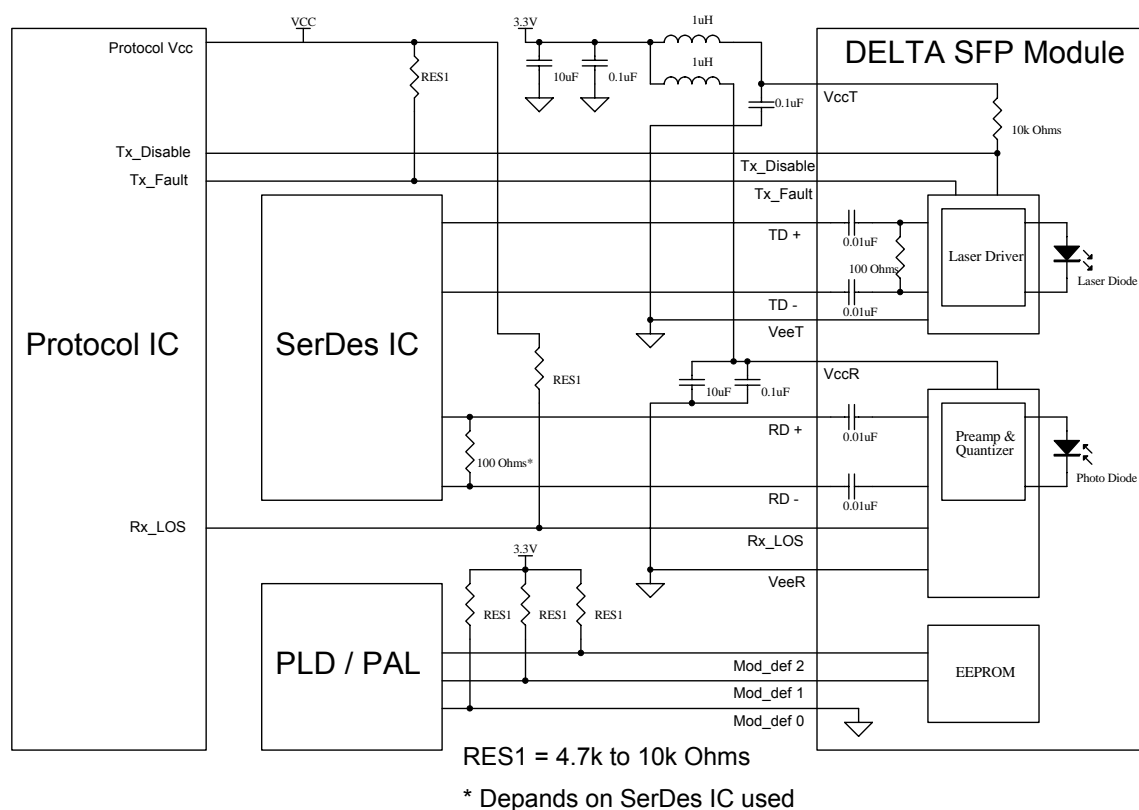 VCC
3.3V
1uH
Protocol Vcc
DELTA SFP Module
RES1
10uF
0.1uF
1uH
0.1uF
VccT
10k Ohms
Tx_Disable
Tx_Disable
Tx_Fault
Tx_Fault
TD +
0.01uF
Laser Driver
100 Ohms
Laser Diode
TD -
0.01uF
VeeT
Protocol IC
SerDes IC
RES1
VccR
10uF
0.1uF
RD +
0.01uF
Preamp &
Quantizer
100 Ohms*
Photo Diode
RD -
0.01uF
Rx_LOS
Rx_LOS
3.3V
VeeR
RES1
RES1
RES1
PLD / PAL
Mod_def 2
EEPROM
Mod_def 1
Mod_def 0
RES1 = 4.7k to 10k Ohms
* Depands on SerDes IC used